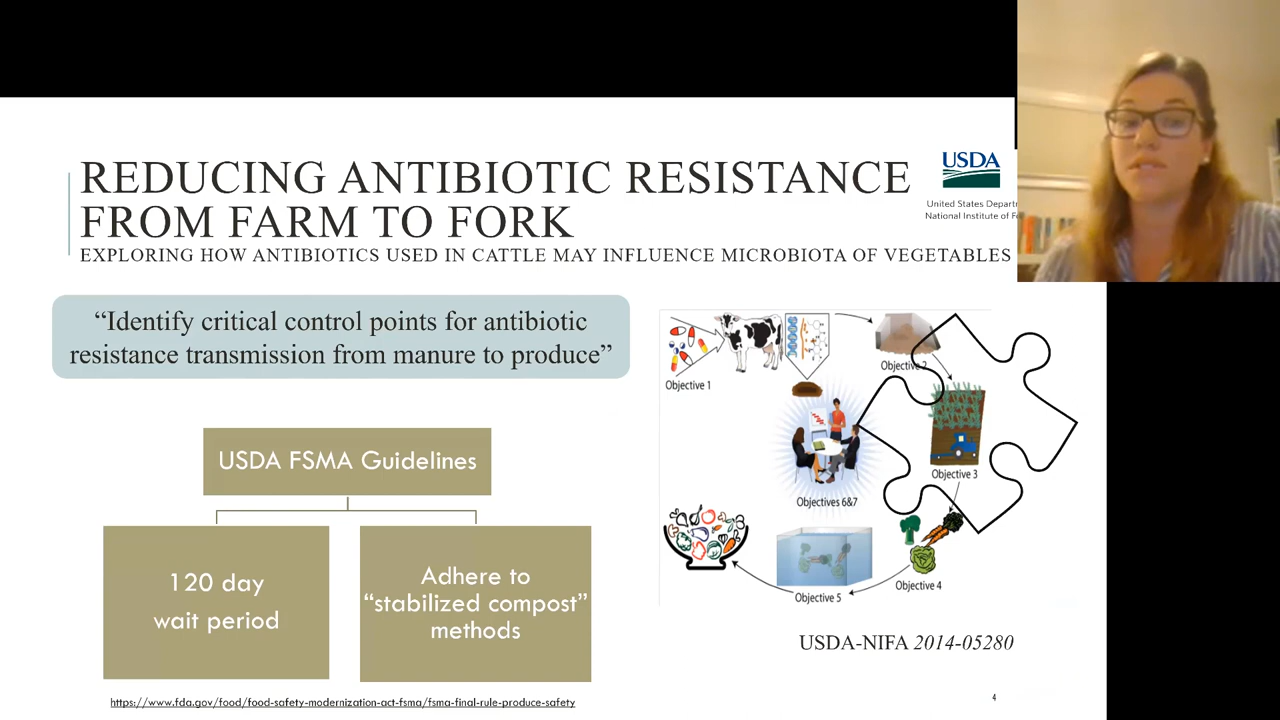 REDUCING ANTIBIOTIC RESISTANCE
FROM FARM TO FORK
EXPLORING HOW ANTIBIOTICS USED IN CATTLE MAY INFLUENCE MICROBIOTA OF VEGETABLES
USDA
United States
National Institute of
“Identify critical control points for antibiotic
resistance transmission from manure to produce”
USDA FSMA Guidelines
120 day
wait period
Adhere to
“stabilized compost”
methods
https://www.fda.gov/food/food-safety-modernization-act-fsma/fsma-final-rule-produce-safety
Objective 1
Objective 2
Objective 3
Objectives 6&7
Objective 4
Objective 5
USDA-NIFA 2014-05280
4